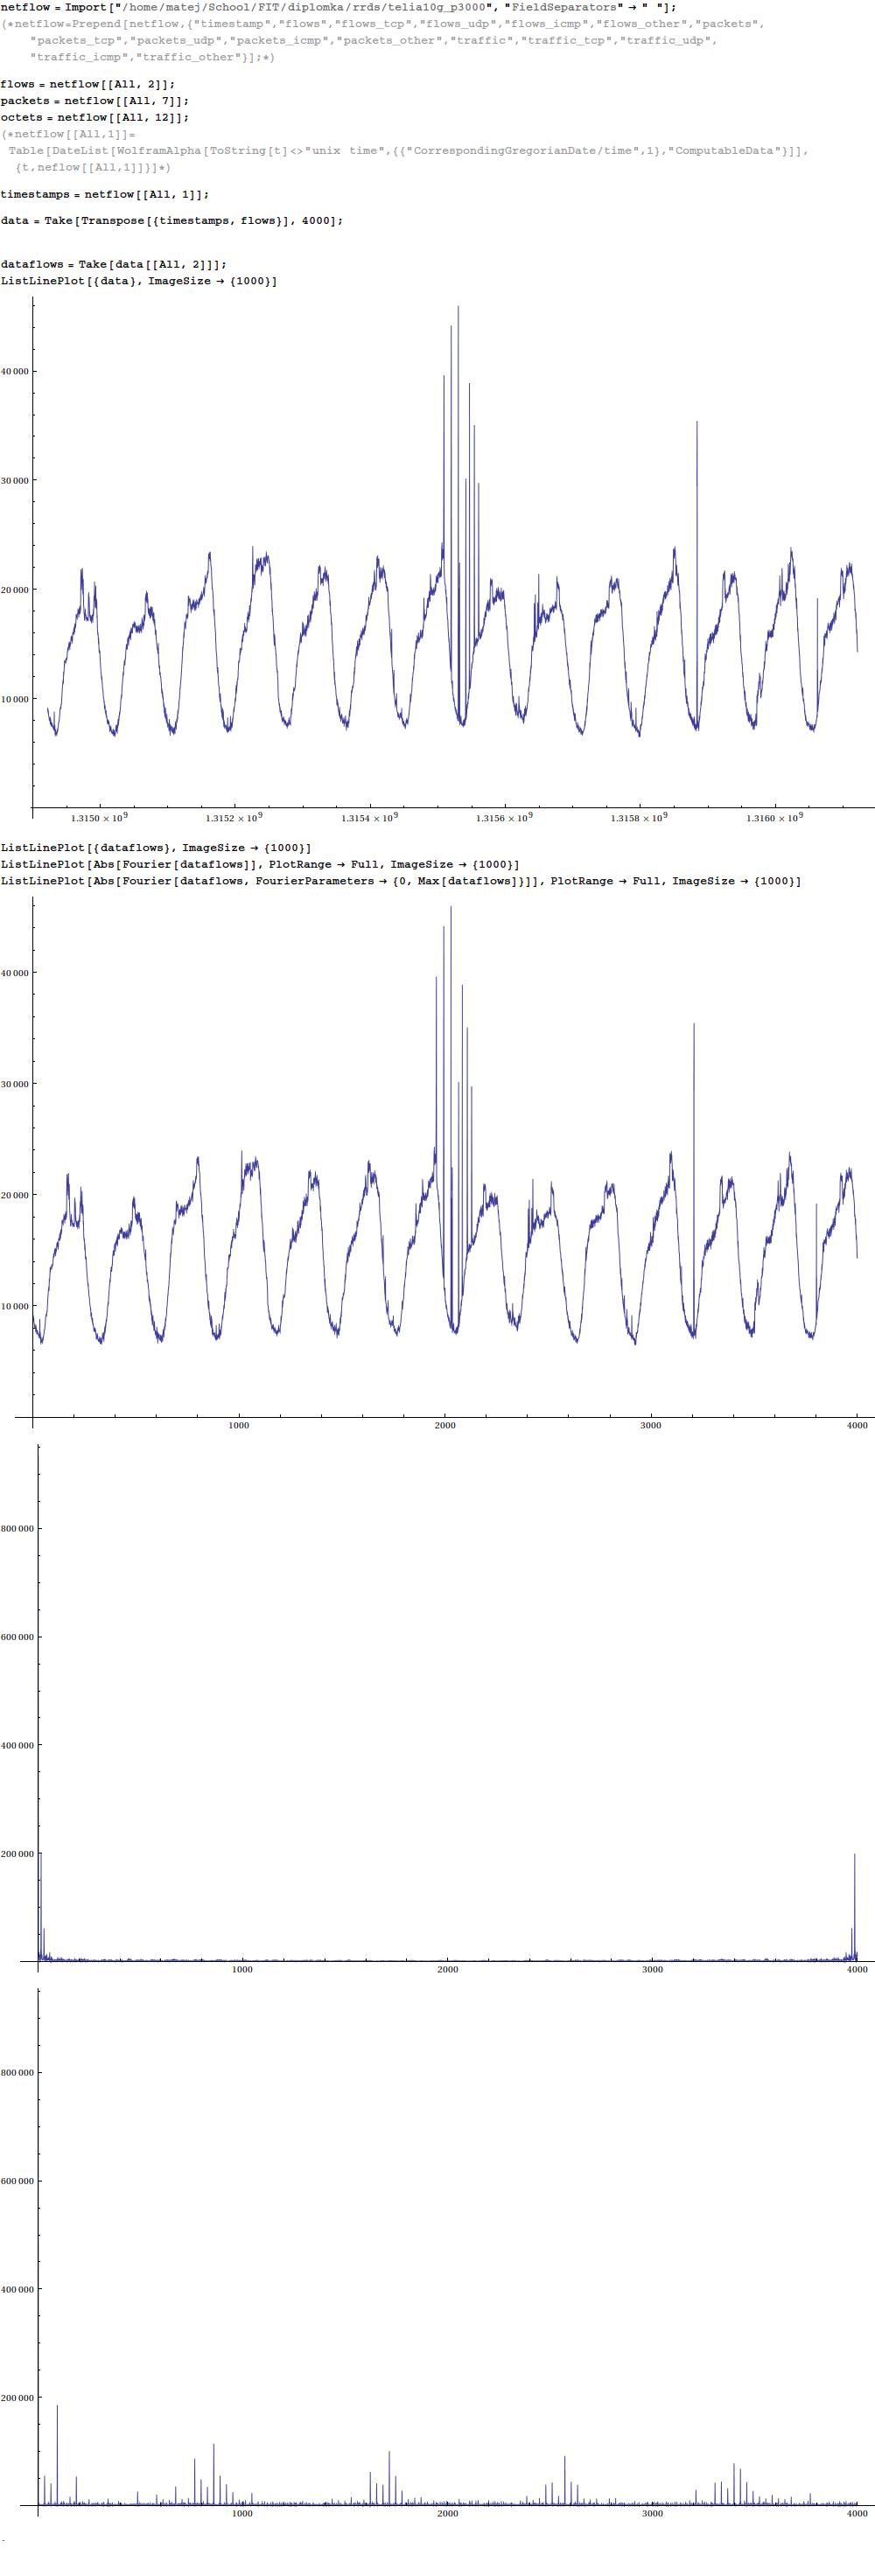 netflow = Import["/home/matej/School/FIT/diplomka/rrds/telia10g_p3000", "FieldSeparators" → " "];
(*netflow=Prepend[netflow,{"timestamp","flows","flows_tcp","flows_udp","flows_icmp","flows_other","packets",
"packets_tcp","packets_udp","packets_icmp","packets_other","traffic","traffic_tcp","traffic_udp",
"traffic_icmp","traffic_other"}];*)
flows = netflow[[All, 2]];
packets = netflow[[All, 7]];
octets = netflow[[All, 12]];
(*netflow[[All,1]]=
Table[DateList[WolframAlpha[ToString[t]<>"unix time",{{"CorrespondingGregorianDate/time",1},"ComputableData"}]],
{t,neflow[[All,1]]}]*)
timestamps = netflow[[All, 1]];
data = Take[Transpose[{timestamps, flows}], 4000];
dataflows = Take[data[[All, 2]]];
ListLinePlot[{data}, ImageSize → {1000}]
40 000
30 000
20 000
10 000
1.3150 × 10^9 1.3152 × 10^9 1.3154 × 10^9 1.3156 × 10^9 1.3158 × 10^9 1.3160 × 10^9
ListLinePlot[{dataflows}, ImageSize → {1000}]
ListLinePlot[Abs[Fourier[dataflows]], PlotRange → Full, ImageSize → {1000}]
ListLinePlot[Abs[Fourier[dataflows, FourierParameters → {0, Max[dataflows]}]], PlotRange → Full, ImageSize → {1000}]
40 000
30 000
20 000
10 000
1000 2000 3000 4000
800 000
600 000
400 000
200 000
1000 2000 3000 4000
800 000
600 000
400 000
200 000
1000 2000 3000 4000